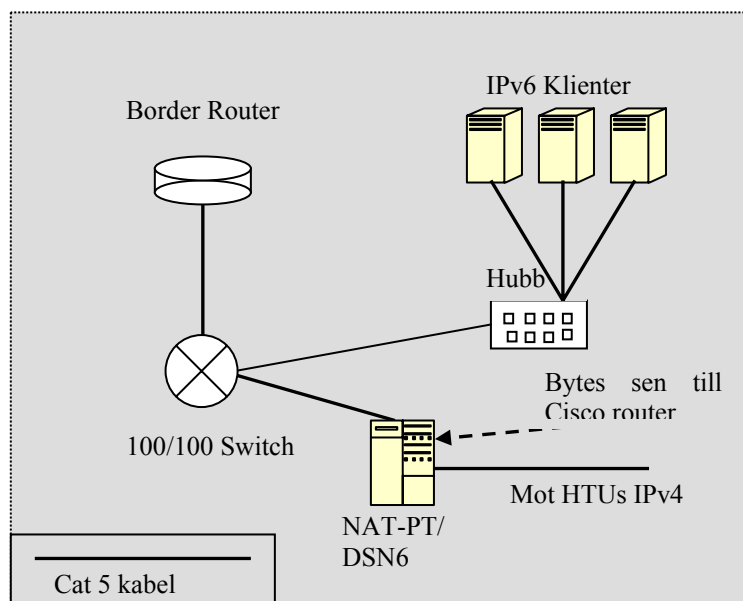 IPv6 Klienter
Border Router
Hubb
Bytes sen till
Cisco router
100/100 Switch
Mot HTUs IPv4
NAT-PT/
DSN6
Cat 5 kabel